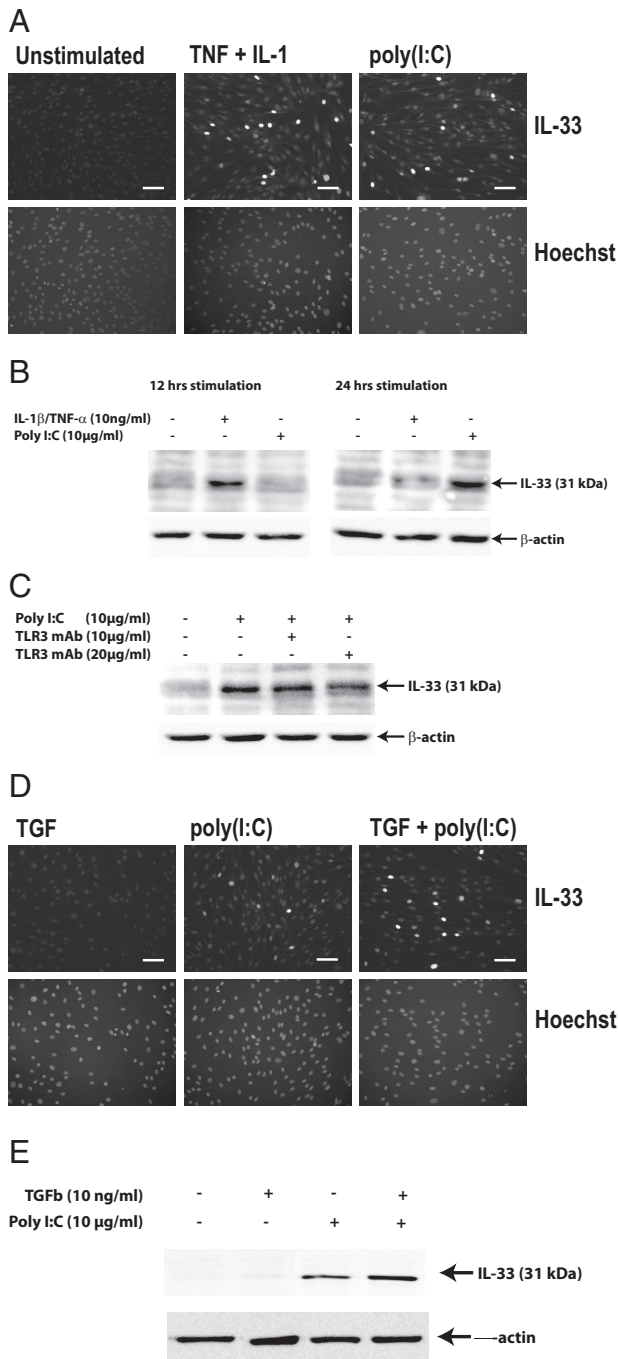 A
Unstimulated TNF + IL-1 poly(I:C)
IL-33
Hoechst
B
12 hrs stimulation 24 hrs stimulation
IL-1β/TNF-α (10ng/ml) - + - - + -
Poly I:C (10μg/ml) - - + - - +
IL-33 (31 kDa)
β-actin
C
Poly I:C (10μg/ml) - + + +
TLR3 mAb (10μg/ml) - - + -
TLR3 mAb (20μg/ml) - - - +
IL-33 (31 kDa)
β-actin
D
TGF poly(I:C) TGF + poly(I:C)
IL-33
Hoechst
E
TGFb (10 ng/ml) - + - +
Poly I:C (10 μg/ml) - - + +
IL-33 (31 kDa)
—-actin